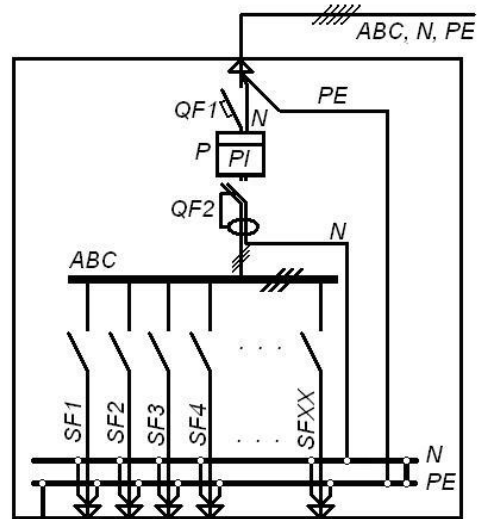 ABC, N, PE
PE
QF1
N
P
PI
QF2
N
ABC
SF1
SF2
SF3
SF4
SFXX
N
PE